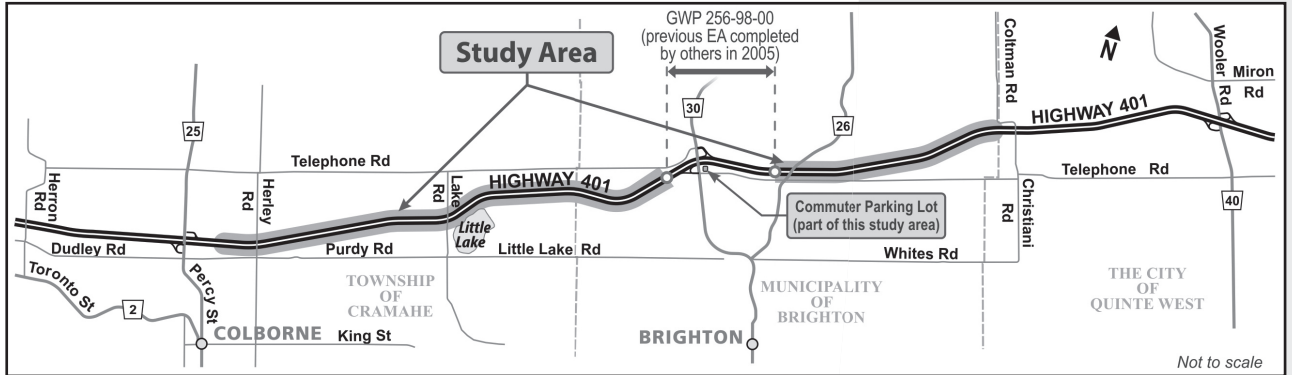 GWP 256-98-00
(previous EA completed
by others in 2005)
Study Area
N
Coltman Rd
Wooler Rd
Miron
Rd
HIGHWAY 401
30
26
25
Telephone Rd
Telephone Rd
Herron
Rd
Herley
Rd
Lake
Rd
HIGHWAY 401
Little
Lake
Commuter Parking Lot
(part of this study area)
Christiani
Rd
40
Dudley Rd
Purdy Rd
Little Lake Rd
Whites Rd
Toronto St
2
Percy St
TOWNSHIP
OF
CRAMAHE
MUNICIPALITY
OF
BRIGHTON
THE CITY
OF
QUINTE WEST
COLBORNE
King St
BRIGHTON
Not to scale